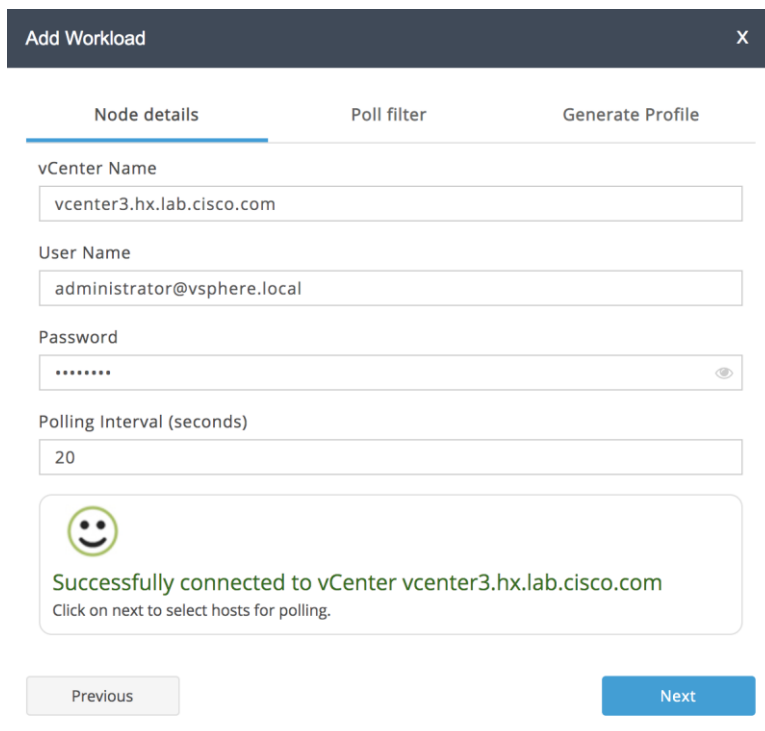 Add Workload X
Node details Poll filter Generate Profile
vCenter Name
vcenter3.hx.lab.cisco.com
User Name
administrator@vsphere.local
Password
••••••••
Polling Interval (seconds)
20
Successfully connected to vCenter vcenter3.hx.lab.cisco.com
Click on next to select hosts for polling.
Previous Next